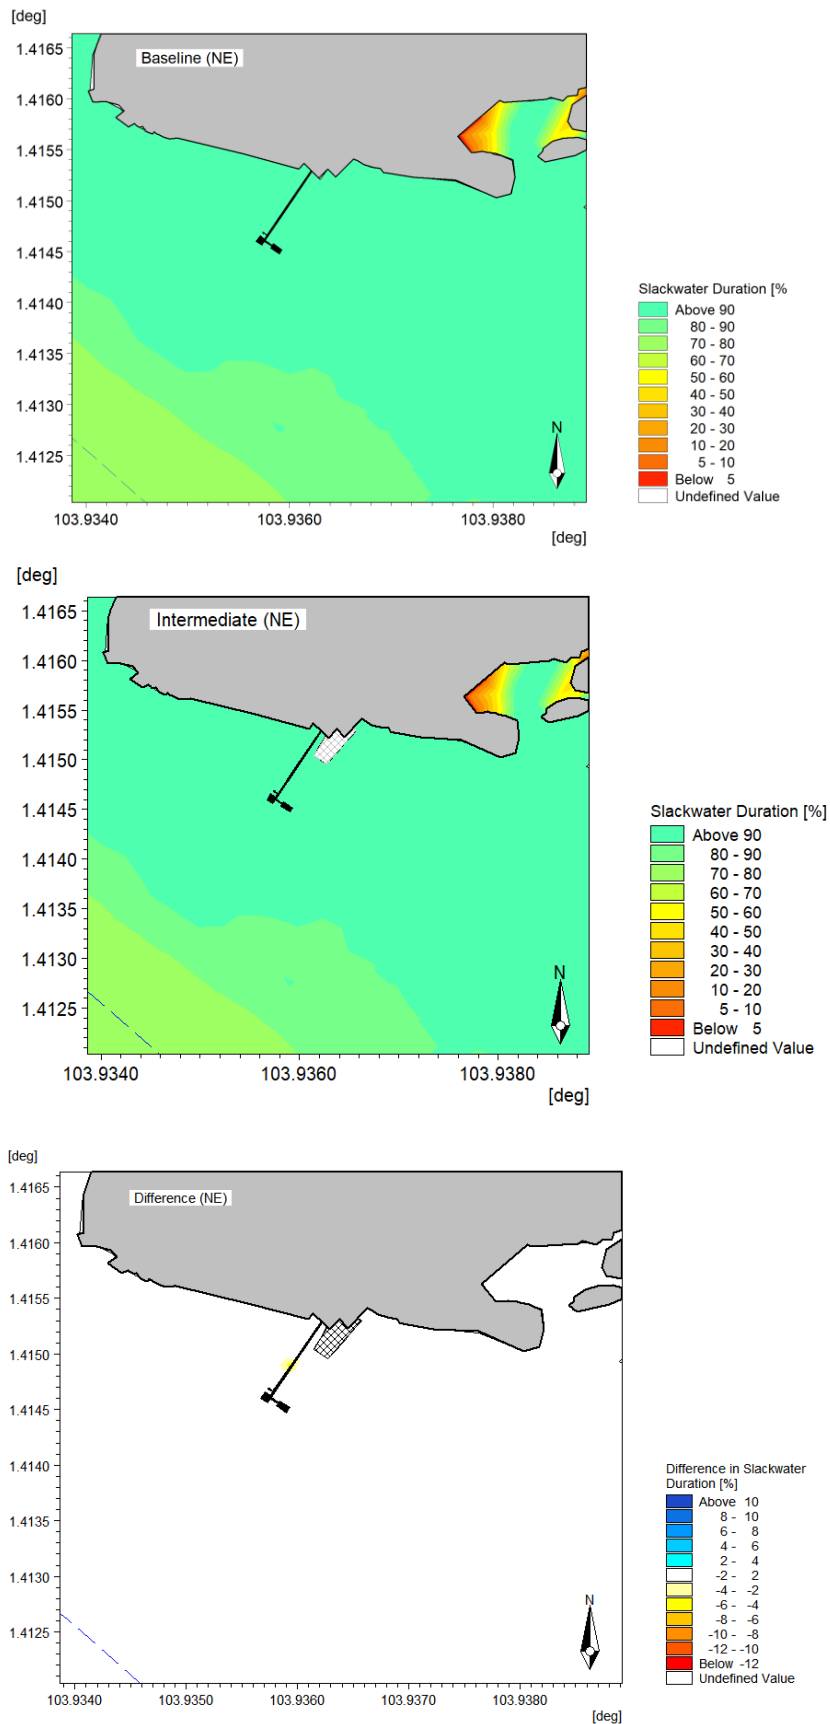 [deg]
1.4165
Baseline (NE)
1.4160
1.4155
1.4150
1.4145
1.4140
1.4135
1.4130
1.4125
N
103.9340
103.9360
103.9380
[deg]
Slackwater Duration [%
Above 90
80 - 90
70 - 80
60 - 70
50 - 60
40 - 50
30 - 40
20 - 30
10 - 20
5 - 10
Below 5
Undefined Value
[deg]
1.4165
Intermediate (NE)
1.4160
1.4155
1.4150
1.4145
1.4140
1.4135
1.4130
1.4125
N
103.9340
103.9360
103.9380
[deg]
Slackwater Duration [%]
Above 90
80 - 90
70 - 80
60 - 70
50 - 60
40 - 50
30 - 40
20 - 30
10 - 20
5 - 10
Below 5
Undefined Value
[deg]
1.4165
Difference (NE)
1.4160
1.4155
1.4150
1.4145
1.4140
1.4135
1.4130
1.4125
N
103.9340
103.9350
103.9360
103.9370
103.9380
[deg]
Difference in Slackwater
Duration [%]
Above 10
8 - 10
6 - 8
4 - 6
2 - 4
-2 - 2
-4 - -2
-6 - -4
-8 - -6
-10 - -8
-12 - -10
Below -12
Undefined Value